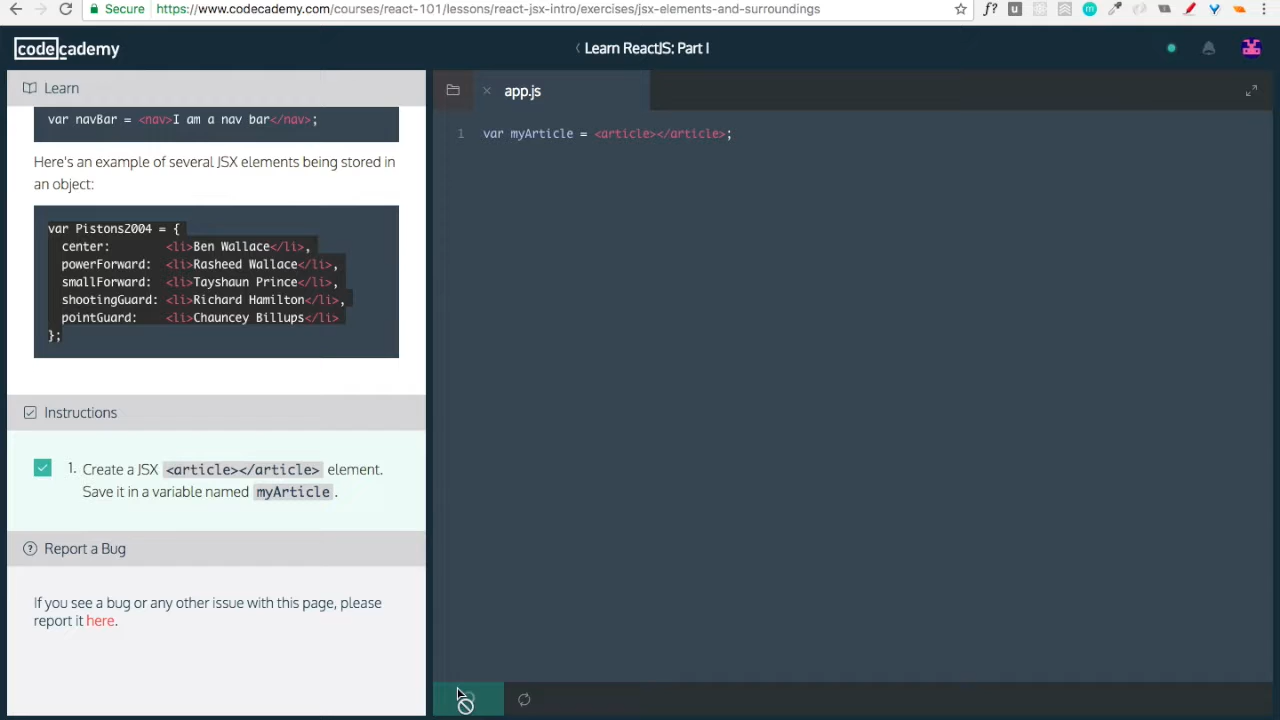 Secure
https://www.codecademy.com/courses/react-101/lessons/react-jsx-intro/exercises/jsx-elements-and-surroundings
codecademy
Learn ReactJS: Part I
Learn
app.js
var navBar = <nav>I am a nav bar</nav>;
Here's an example of several JSX elements being stored in
an object:
var Pistons2004 = {
center: <li>Ben Wallace</li>,
powerForward: <li>Rasheed Wallace</li>,
smallForward: <li>Tayshaun Prince</li>,
shootingGuard: <li>Richard Hamilton</li>,
pointGuard: <li>Chauncey Billups</li>
};
Instructions
1. Create a JSX <article></article> element.
Save it in a variable named myArticle.
Report a Bug
If you see a bug or any other issue with this page, please
report it here.
1 var myArticle = <article></article>;